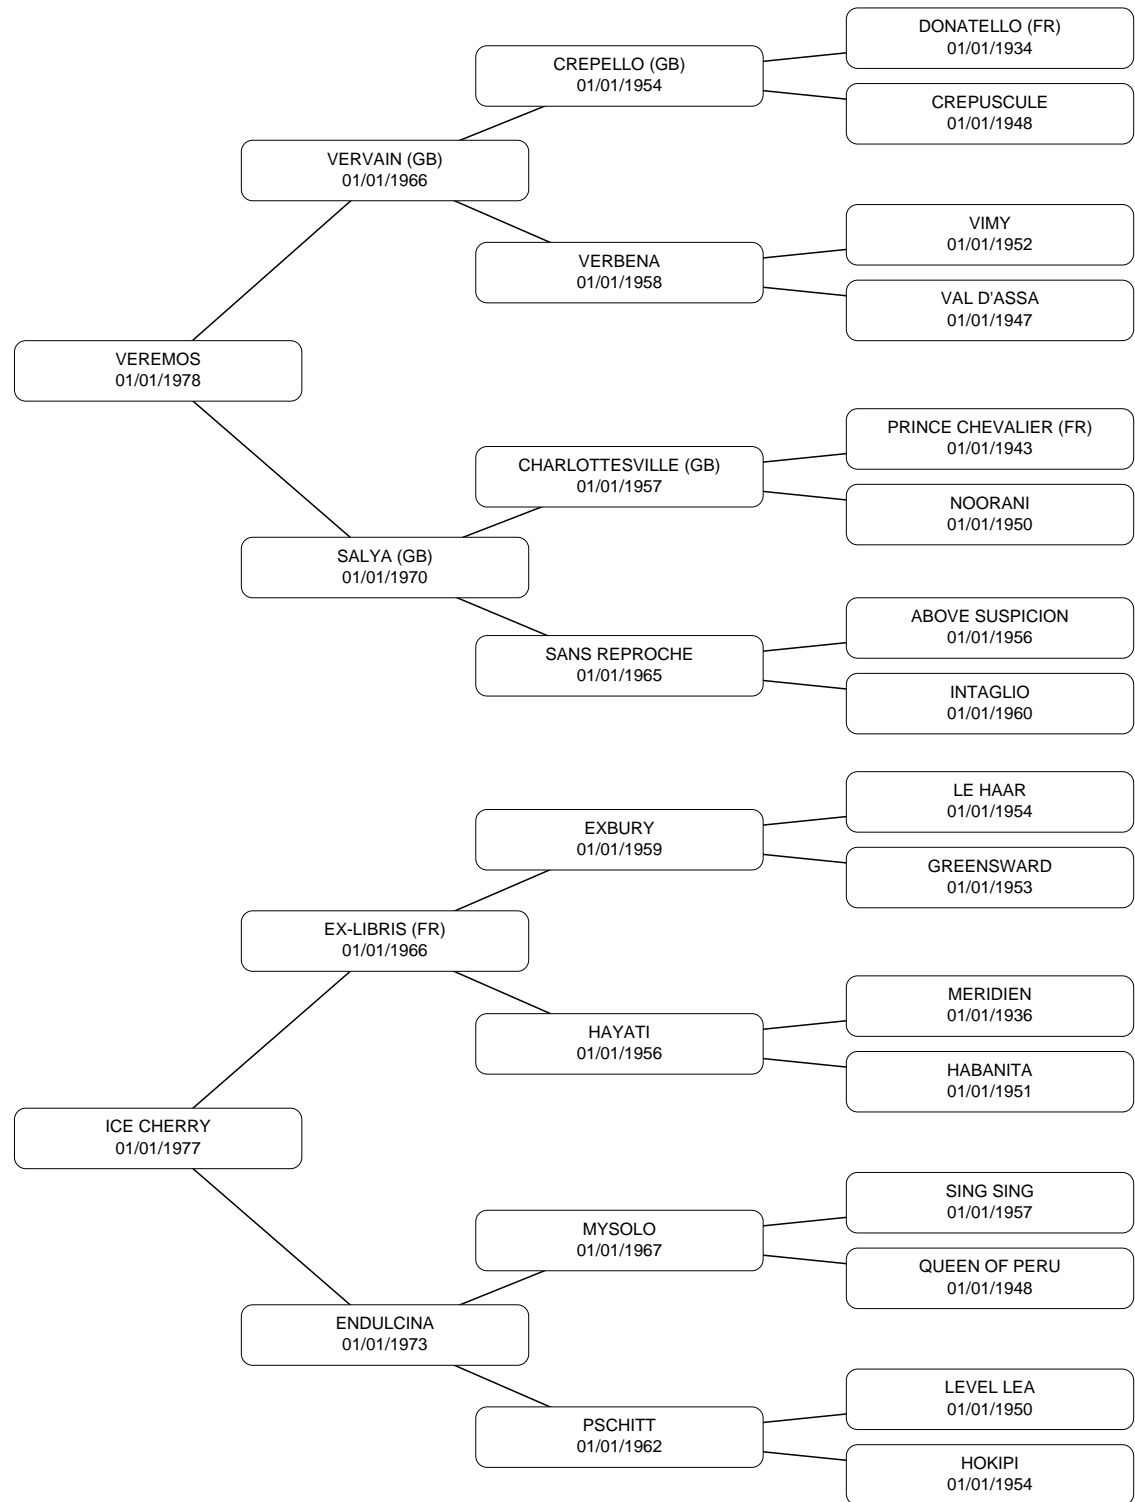 DONATELLO (FR)
01/01/1934
CREPELLO (GB)
01/01/1954
CREPUSCULE
01/01/1948
VERVAIN (GB)
01/01/1966
VIMY
01/01/1952
VERBENA
01/01/1958
VAL D'ASSA
01/01/1947
VEREMOS
01/01/1978
PRINCE CHEVALIER (FR)
01/01/1943
CHARLOTTESVILLE (GB)
01/01/1957
NOORANI
01/01/1950
SALYA (GB)
01/01/1970
ABOVE SUSPICION
01/01/1956
SANS REPROCHE
01/01/1965
INTAGLIO
01/01/1960
LE HAAR
01/01/1954
EXBURY
01/01/1959
GREENSWARD
01/01/1953
EX-LIBRIS (FR)
01/01/1966
MERIDIEN
01/01/1936
HAYATI
01/01/1956
HABANITA
01/01/1951
ICE CHERRY
01/01/1977
SING SING
01/01/1957
MYSOLO
01/01/1967
QUEEN OF PERU
01/01/1948
ENDULCINA
01/01/1973
LEVEL LEA
01/01/1950
PSCHITT
01/01/1962
HOKIPI
01/01/1954